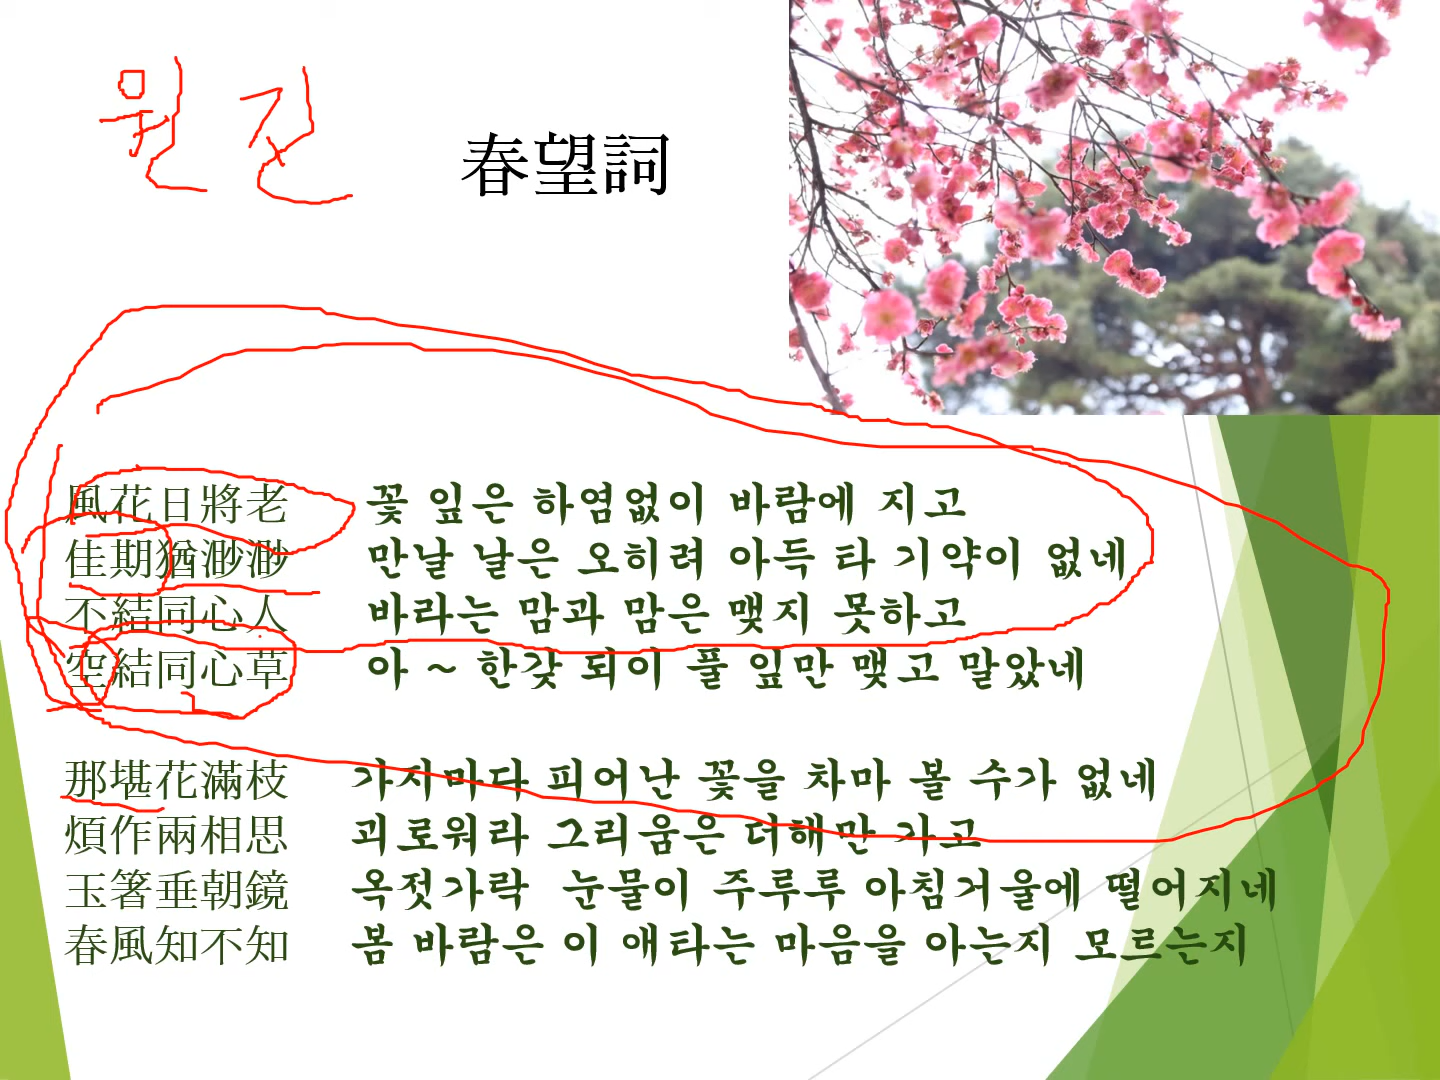 원진
春望詞
風花日將老 꽃 잎은 하염없이 바람에 지고
佳期猶渺渺 만날 날은 오히려 아득 타 기약이 없네
不結同心人 바라는 맘과 맘은 맺지 못하고
空結同心草 아 ~ 한갖 되이 풀 잎만 맺고 말았네
那堪花滿枝 가지마다 피어난 꽃을 차마 볼 수가 없네
煩作兩相思 괴로워라 그리움은 더해만 가고
玉箸垂朝鏡 옥젓가락 눈물이 주루루 아침거울에 떨어지네
春風知不知 봄 바람은 이 애타는 마음을 아는지 모르는지